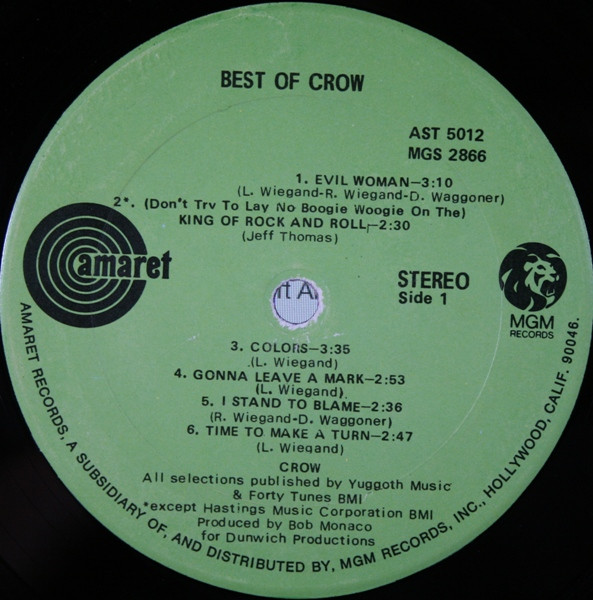 BEST OF CROW
AST 5012
MGS 2866
1. EVIL WOMAN—3:10
(L. Wiegand-R. Wiegand-D. Waggoner)
2*. (Don't Try To Lay No Boogie Woogie On The)
KING OF ROCK AND ROLL,—2:30
(Jeff Thomas)
amaret
rt A
STEREO
Side 1
MGM
RECORDS
3. COLORS—3:35
(L. Wiegand)
4. GONNA LEAVE A MARK—2:53
(L. Wiegand)
5. I STAND TO BLAME—2:36
(R. Wiegand-D. Waggoner)
6. TIME TO MAKE A TURN—2:47
(L. Wiegand)
CROW
All selections published by Yuggoth Music
& Forty Tunes BMI
*except Hastings Music Corporation BMI
Produced by Bob Monaco
for Dunwich Productions
AMARET RECORDS, A SUBSIDIARY OF, AND DISTRIBUTED BY, MGM RECORDS, INC., HOLLYWOOD, CALIF. 90046.